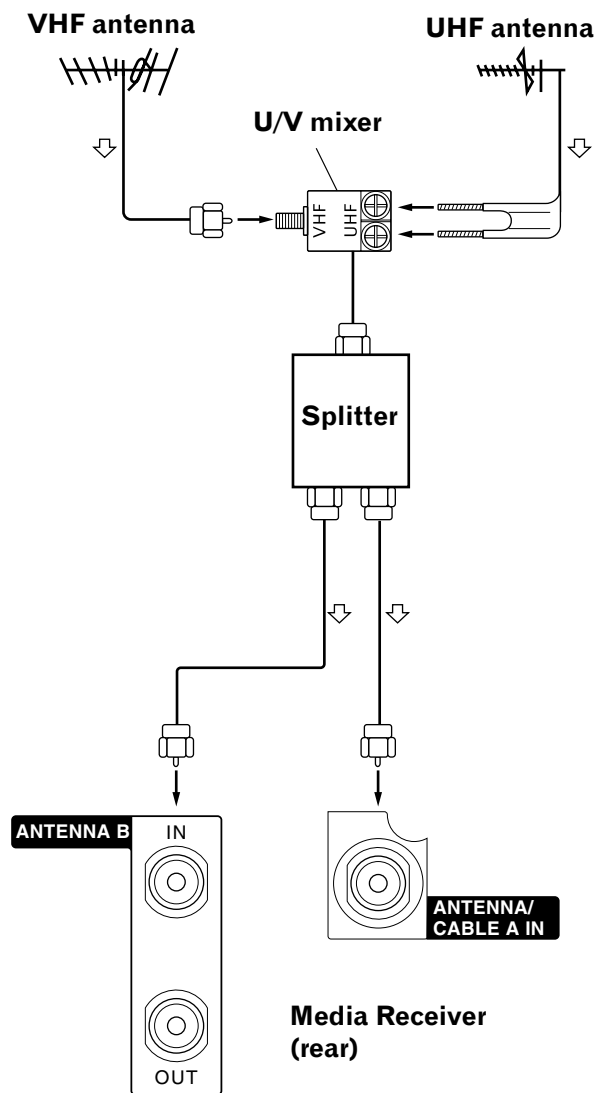 VHF antenna
UHF antenna
U/V mixer
VHF
UHF
Splitter
ANTENNA B
IN
ANTENNA/
CABLE A IN
Media Receiver
(rear)
OUT